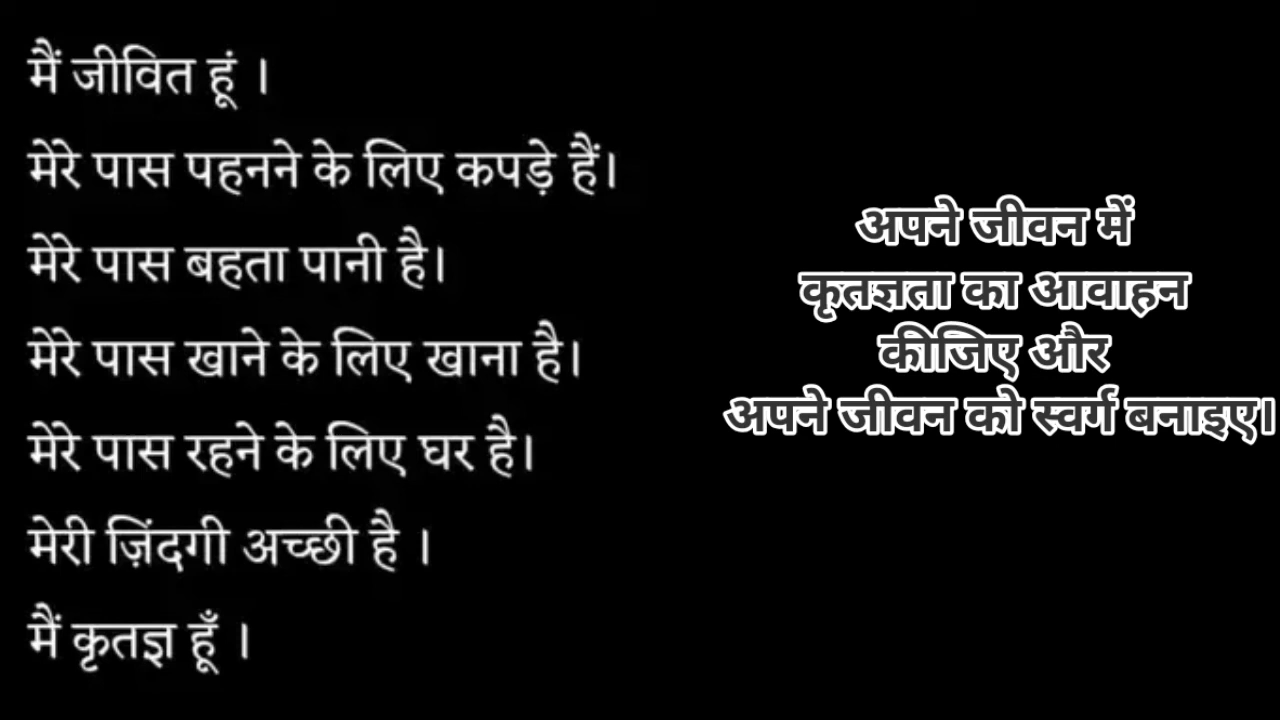 मैं जीवित हूं ।
मेरे पास पहनने के लिए कपड़े हैं।
मेरे पास बहता पानी है।
मेरे पास खाने के लिए खाना है।
मेरे पास रहने के लिए घर है।
मेरी ज़िंदगी अच्छी है ।
मैं कृतज्ञ हूँ ।
अपने जीवन में
कृतज्ञता का आवाहन
कीजिए और
अपने जीवन को स्वर्ग बनाइए।